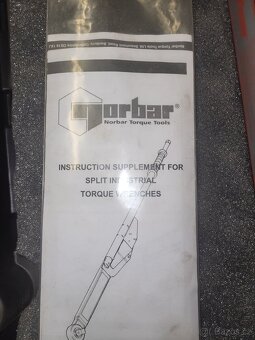 norbar®
Norbar Torque Tools
INSTRUCTION SUPPLEMENT FOR
SPLIT INDUSTRIAL
TORQUE WRENCHES